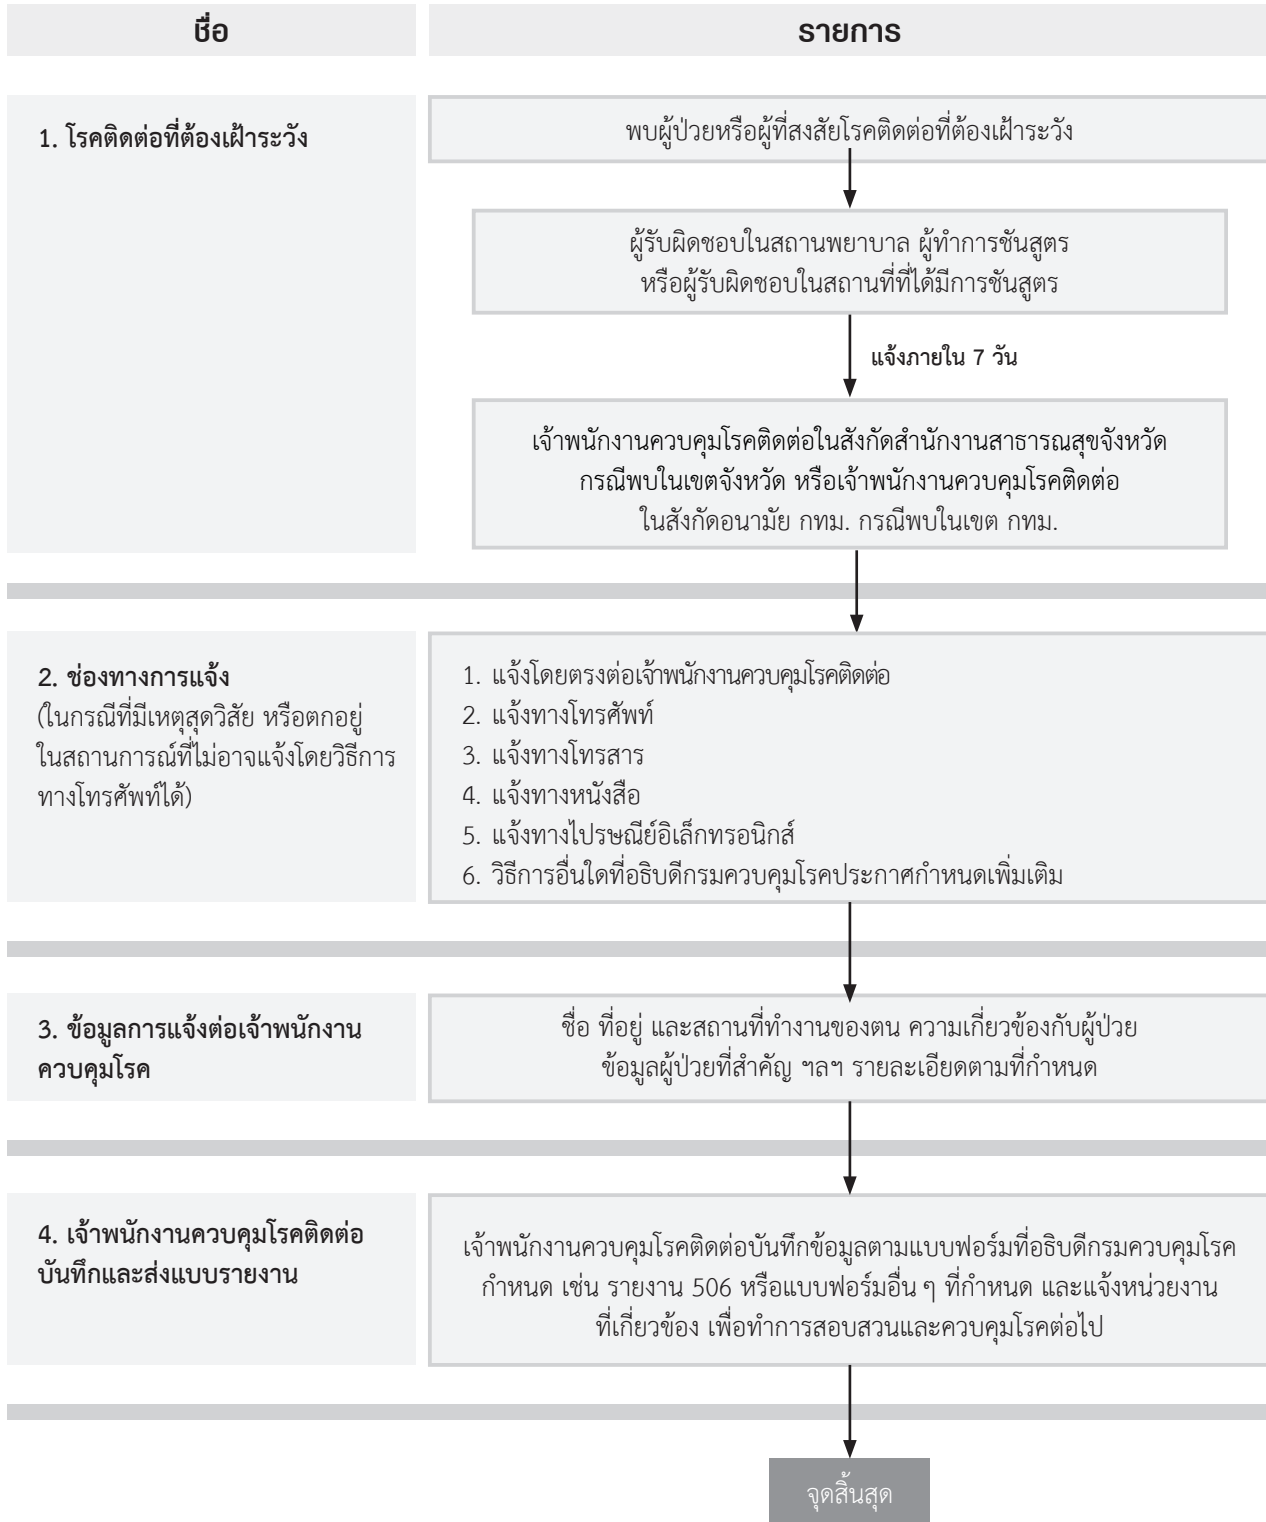 ชื่อ
รายการ
1. โรคติดต่อที่ต้องเฝ้าระวัง
พบผู้ป่วยหรือผู้ที่สงสัยโรคติดต่อที่ต้องเฝ้าระวัง
ผู้รับผิดชอบในสถานพยาบาล ผู้ทำการชันสูตร
หรือผู้รับผิดชอบในสถานที่ที่ได้มีการชันสูตร
แจ้งภายใน 7 วัน
เจ้าพนักงานควบคุมโรคติดต่อในสังกัดสำนักงานสาธารณสุขจังหวัด
กรณีพบในเขตจังหวัด หรือเจ้าพนักงานควบคุมโรคติดต่อ
ในสังกัดอนามัย กทม. กรณีพบในเขต กทม.
2. ช่องทางการแจ้ง
(ในกรณีที่มีเหตุสุดวิสัย หรือตกอยู่
ในสถานการณ์ที่ไม่อาจแจ้งโดยวิธีการ
ทางโทรศัพท์ได้)
1. แจ้งโดยตรงต่อเจ้าพนักงานควบคุมโรคติดต่อ
2. แจ้งทางโทรศัพท์
3. แจ้งทางโทรสาร
4. แจ้งทางหนังสือ
5. แจ้งทางไปรษณีย์อิเล็กทรอนิกส์
6. วิธีการอื่นใดที่อธิบดีกรมควบคุมโรคประกาศกำหนดเพิ่มเติม
3. ข้อมูลการแจ้งต่อเจ้าพนักงาน
ควบคุมโรค
ชื่อ ที่อยู่ และสถานที่ทำงานของตน ความเกี่ยวข้องกับผู้ป่วย
ข้อมูลผู้ป่วยที่สำคัญ ฯลฯ รายละเอียดตามที่กำหนด
4. เจ้าพนักงานควบคุมโรคติดต่อ
บันทึกและส่งแบบรายงาน
เจ้าพนักงานควบคุมโรคติดต่อบันทึกข้อมูลตามแบบฟอร์มที่อธิบดีกรมควบคุมโรค
กำหนด เช่น รายงาน 506 หรือแบบฟอร์มอื่น ๆ ที่กำหนด และแจ้งหน่วยงาน
ที่เกี่ยวข้อง เพื่อทำการสอบสวนและควบคุมโรคต่อไป
จุดสิ้นสุด